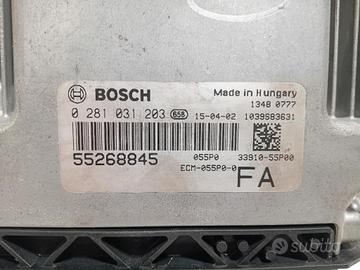 BOSCH
Made in Hungary
1348 0777
0 281 031 203 658 15-04-02 1039S83631
55268845
055P0 33910-55P00
ECM-055P0-0
FA
subito